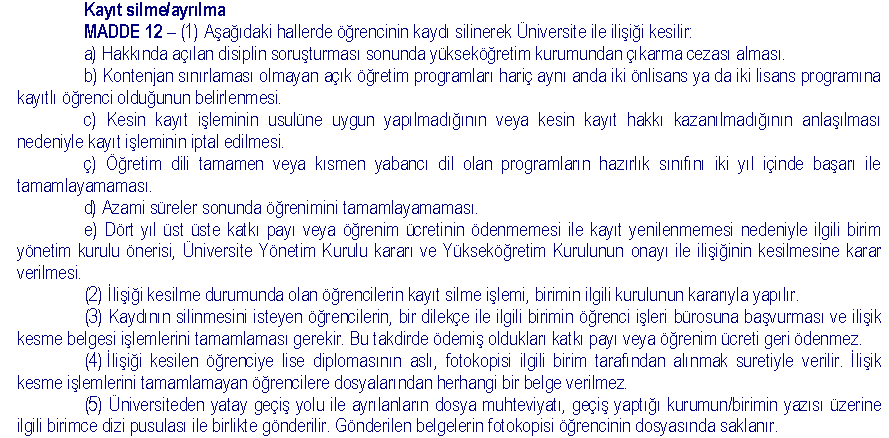 Kayıt silme/ayrılma
MADDE 12 – (1) Aşağıdaki hallerde öğrencinin kaydı silinerek Üniversite ile ilişiği kesilir:
a) Hakkında açılan disiplin soruşturması sonunda yükseköğretim kurumundan çıkarma cezası alması.
b) Kontenjan sınırlaması olmayan açık öğretim programları hariç aynı anda iki önlisans ya da iki lisans programına
kayıtlı öğrenci olduğunun belirlenmesi.
c) Kesin kayıt işleminin usulüne uygun yapılmadığının veya kesin kayıt hakkı kazanılmadığının anlaşılması
nedeniyle kayıt işleminin iptal edilmesi.
ç) Öğretim dili tamamen veya kısmen yabancı dil olan programların hazırlık sınıfını iki yıl içinde başarı ile
tamamlayamaması.
d) Azami süreler sonunda öğrenimini tamamlayamaması.
e) Dört yıl üst üste katkı payı veya öğrenim ücretinin ödenmemesi ile kayıt yenilenmemesi nedeniyle ilgili birim
yönetim kurulu önerisi, Üniversite Yönetim Kurulu kararı ve Yükseköğretim Kurulunun onayı ile ilişiğinin kesilmesine karar
verilmesi.
(2) İlişiği kesilme durumunda olan öğrencilerin kayıt silme işlemi, birimin ilgili kurulunun kararıyla yapılır.
(3) Kaydının silinmesini isteyen öğrencilerin, bir dilekçe ile ilgili birimin öğrenci işleri bürosuna başvurması ve ilişik
kesme belgesi işlemlerini tamamlaması gerekir. Bu takdirde ödemiş oldukları katkı payı veya öğrenim ücreti geri ödenmez.
(4) İlişiği kesilen öğrenciye lise diplomasının aslı, fotokopisi ilgili birim tarafından alınmak suretiyle verilir. İlişik
kesme işlemlerini tamamlamayan öğrencilere dosyalarından herhangi bir belge verilmez.
(5) Üniversiteden yatay geçiş yolu ile ayrılanların dosya muhteviyatı, geçiş yaptığı kurumun/birimin yazısı üzerine
ilgili birimce dizi pusulası ile birlikte gönderilir. Gönderilen belgelerin fotokopisi öğrencinin dosyasında saklanır.